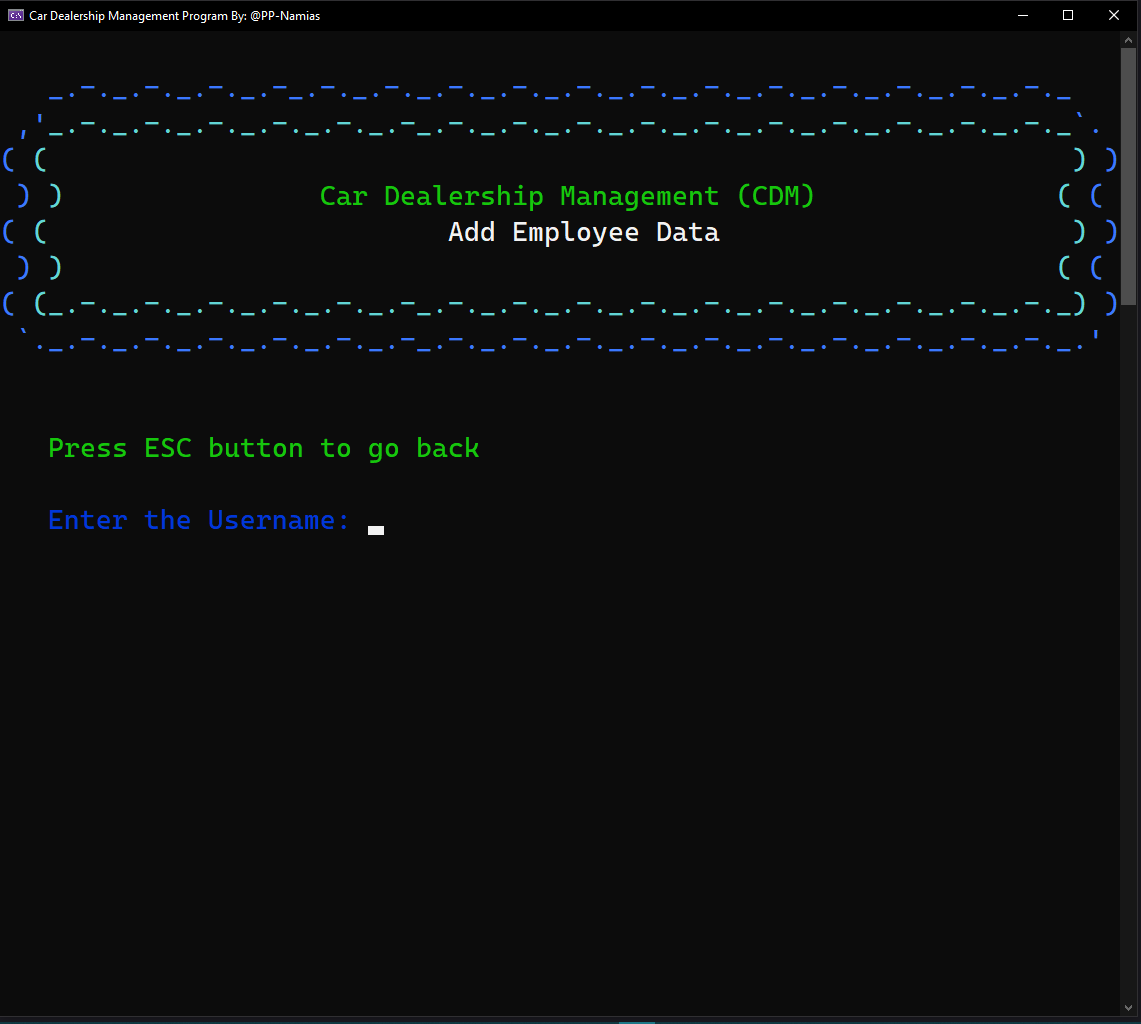 Car Dealership Management Program By: @PP-Namias
Car Dealership Management (CDM)
Add Employee Data
Press ESC button to go back
Enter the Username: